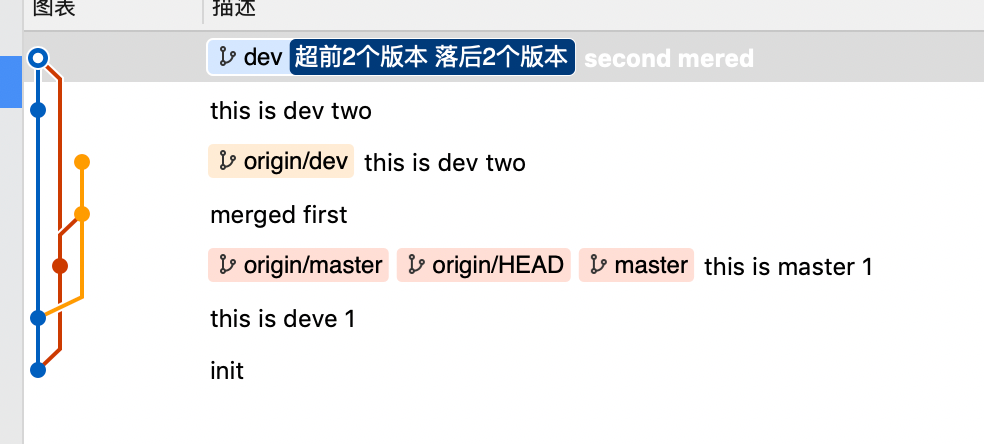 图表 描述
dev 超前2个版本 落后2个版本 second mered
this is dev two
origin/dev this is dev two
merged first
origin/master origin/HEAD master this is master 1
this is deve 1
init